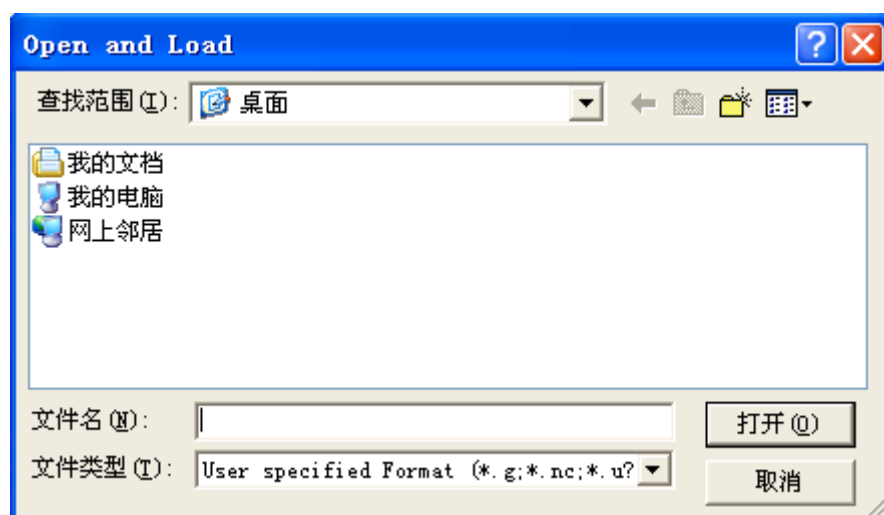 Open and Load
查找范围(I): 桌面
我的文档
我的电脑
网上邻居
文件名(N):
打开(O)
文件类型(T): User specified Format (*.g;*.nc;*.u?
取消